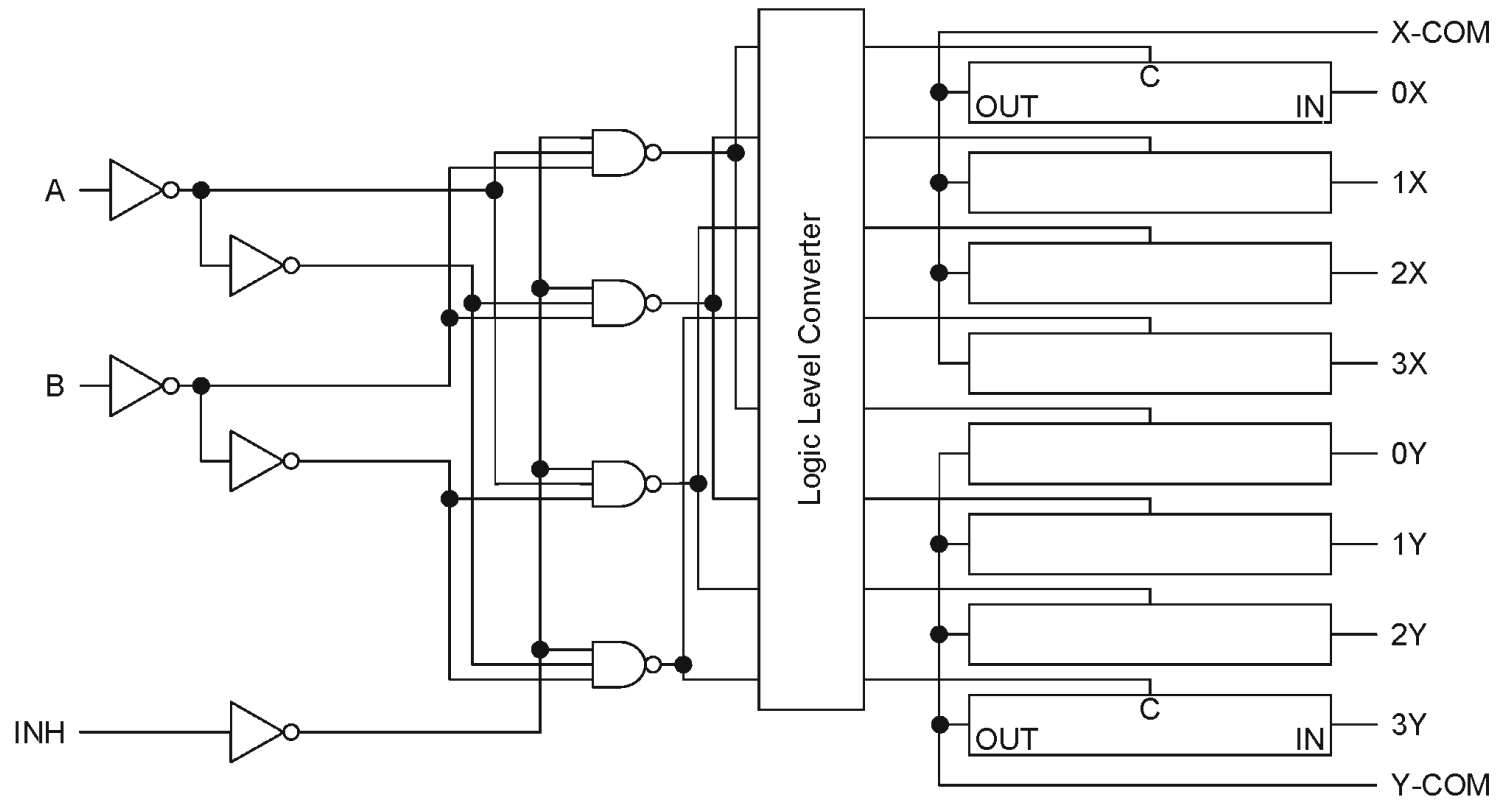 X-COM
C
OUT
IN
0X
A
1X
2X
Logic Level Converter
B
3X
0Y
1Y
2Y
INH
C
OUT
IN
3Y
Y-COM